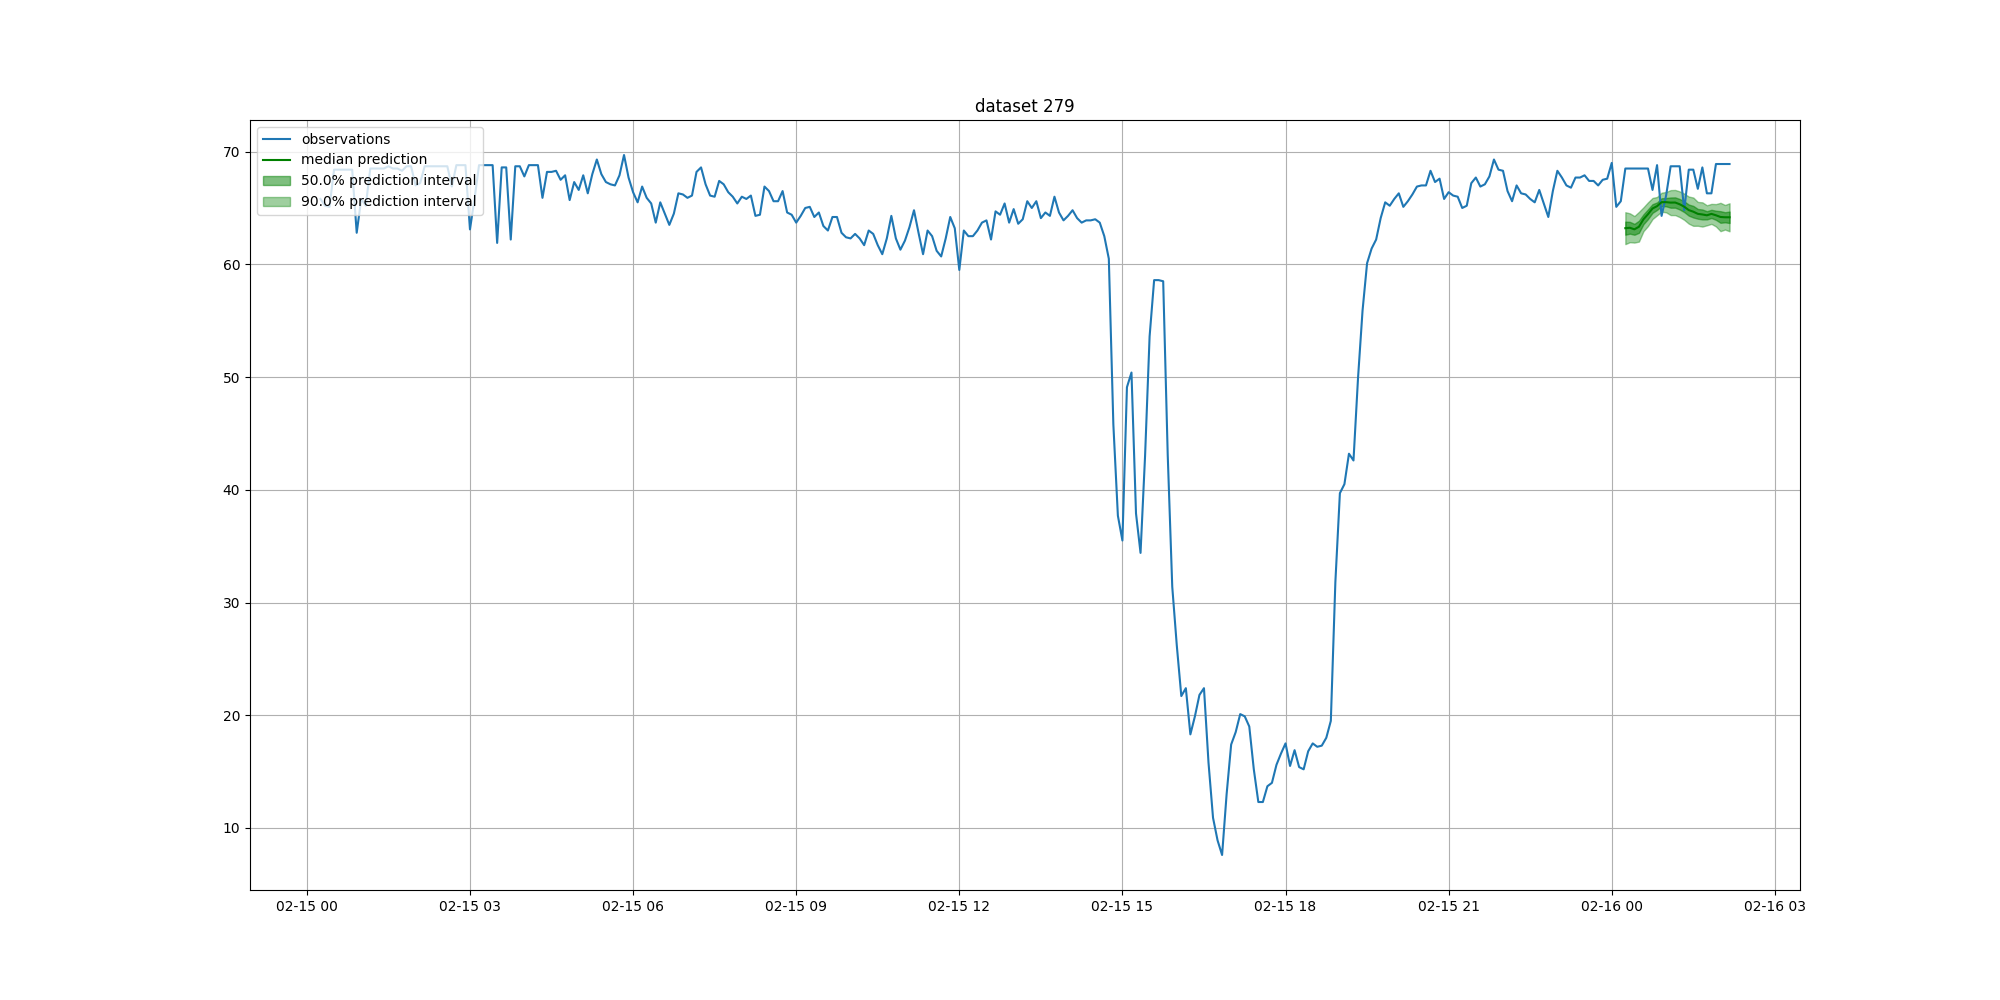 dataset 279
observations
median prediction
50.0% prediction interval
90.0% prediction interval
70
60
50
40
30
20
10
02-15 00 02-15 03 02-15 06 02-15 09 02-15 12 02-15 15 02-15 18 02-15 21 02-16 00 02-16 03